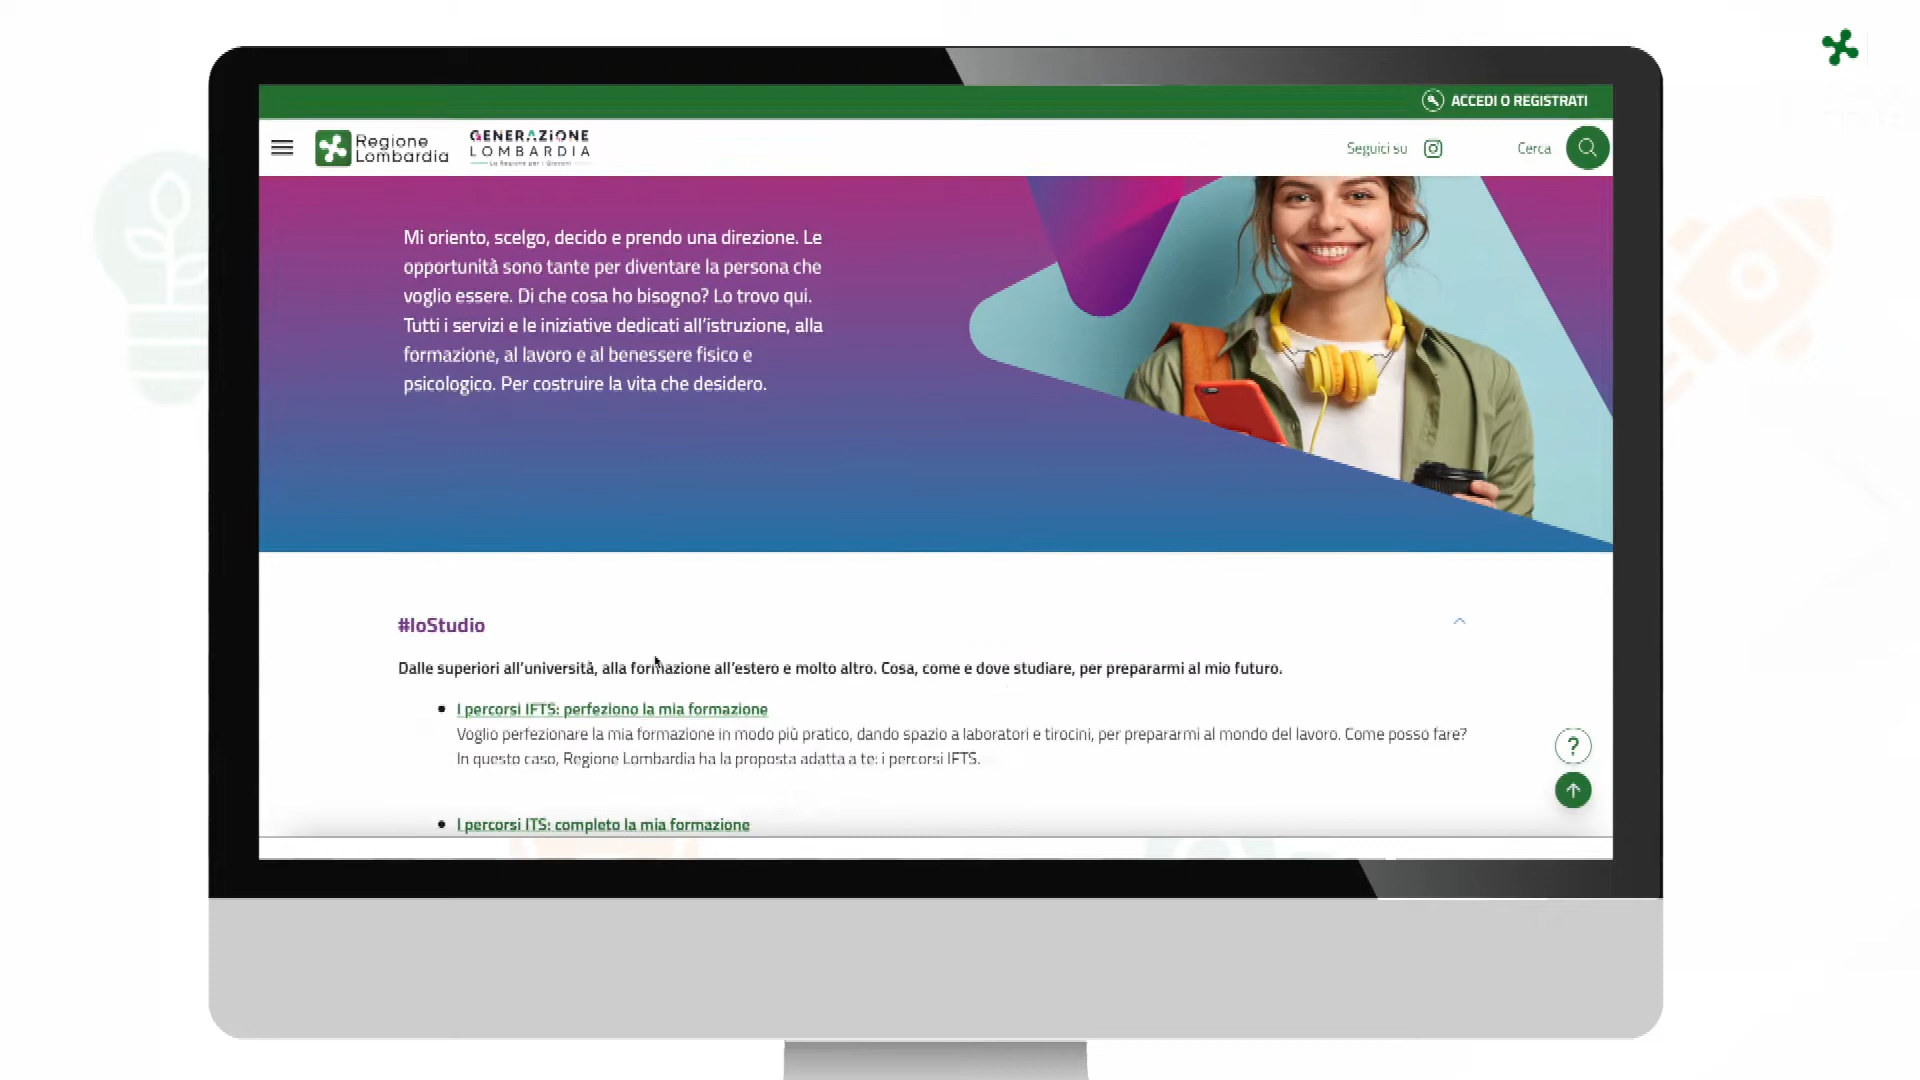 ACCEDI O REGISTRATI
Regione
Lombardia
GENERAZIONE
LOMBARDIA
La Regione per i Giovani
Seguici su
Cerca
Mi oriento, scelgo, decido e prendo una direzione. Le
opportunità sono tante per diventare la persona che
voglio essere. Di che cosa ho bisogno? Lo trovo qui.
Tutti i servizi e le iniziative dedicati all’istruzione, alla
formazione, al lavoro e al benessere fisico e
psicologico. Per costruire la vita che desidero.
#IoStudio
Dalle superiori all’università, alla formazione all’estero e molto altro. Cosa, come e dove studiare, per prepararmi al mio futuro.
I percorsi IFTS: perfeziono la mia formazione
Voglio perfezionare la mia formazione in modo più pratico, dando spazio a laboratori e tirocini, per prepararmi al mondo del lavoro. Come posso fare?
In questo caso, Regione Lombardia ha la proposta adatta a te: i percorsi IFTS.
?
I percorsi ITS: completo la mia formazione